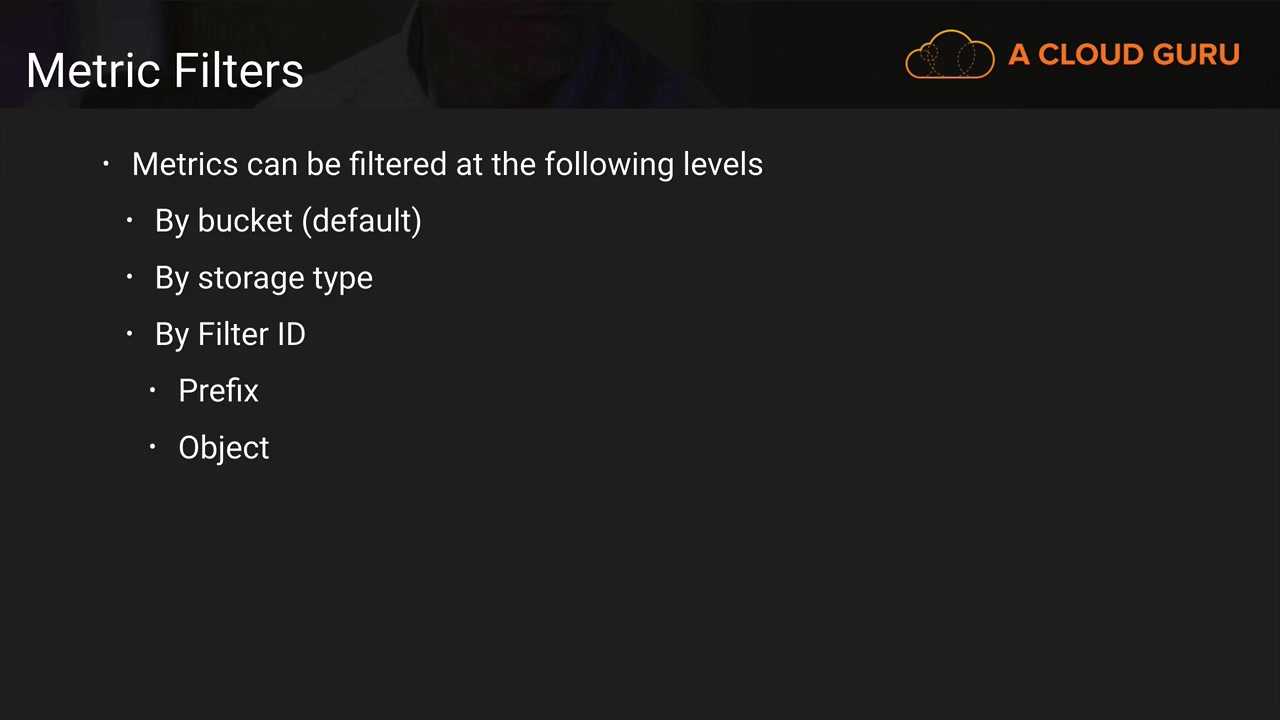 Metric Filters
A CLOUD GURU
• Metrics can be filtered at the following levels
• By bucket (default)
• By storage type
• By Filter ID
• Prefix
• Object